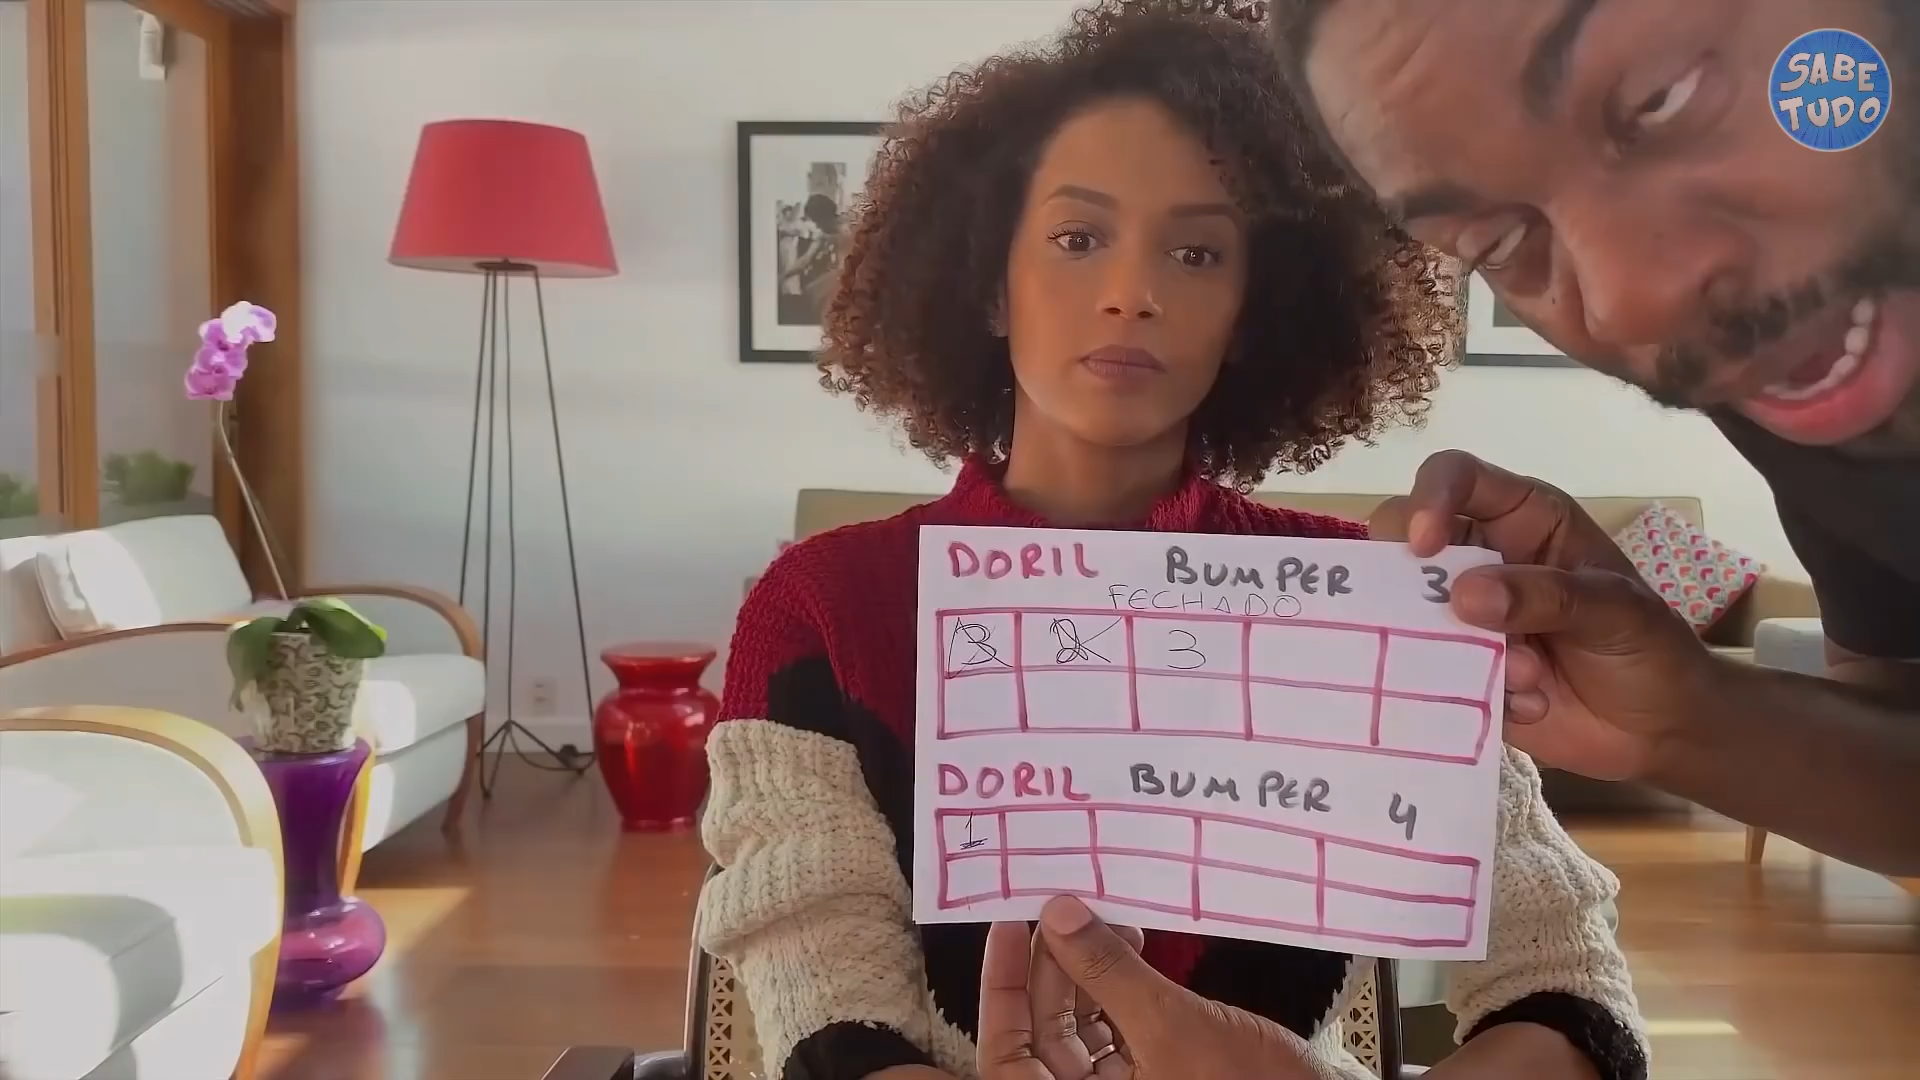 SABE
TUDO
DORIL BUMPER 3
FECHADO
3
DORIL BUMPER 4
1